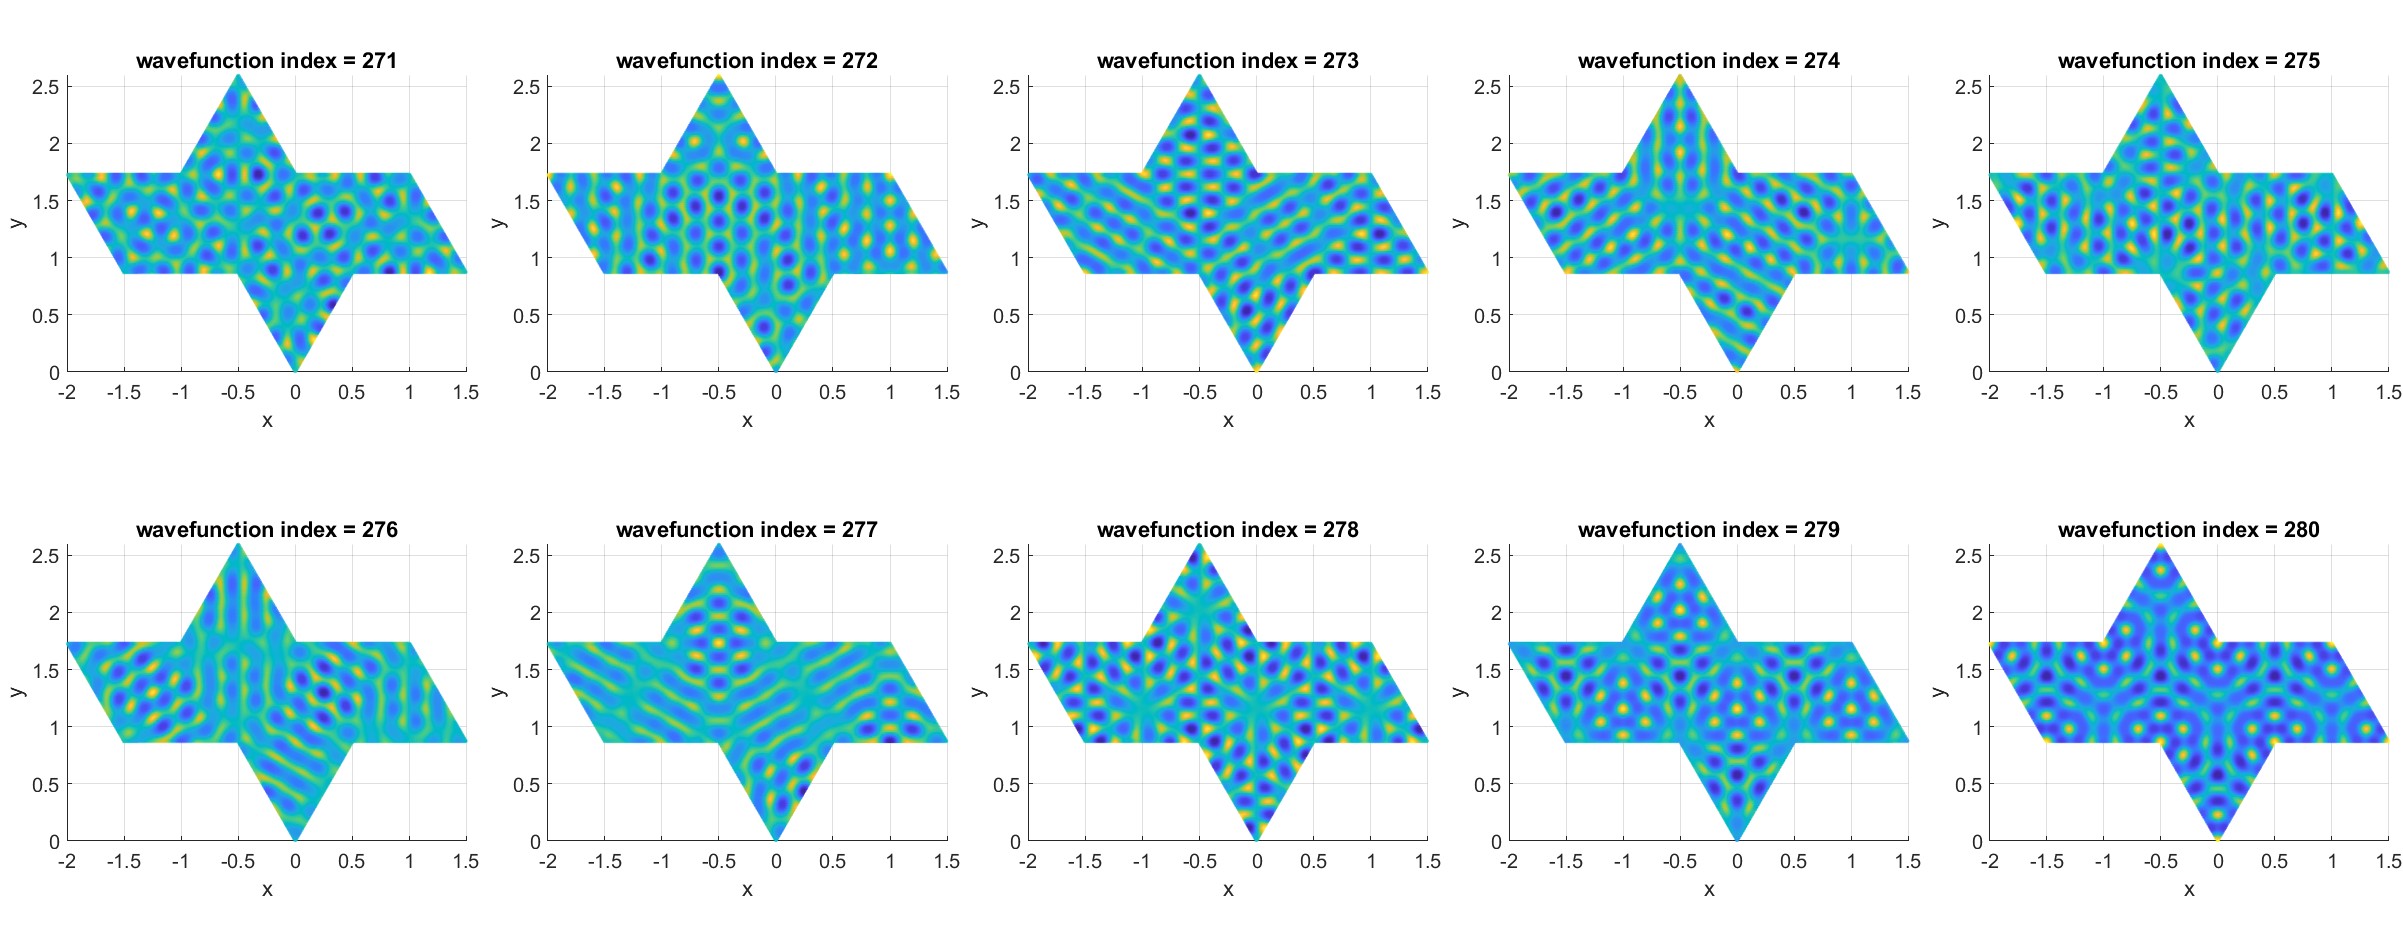 wavefunction index = 271
wavefunction index = 272
wavefunction index = 273
wavefunction index = 274
wavefunction index = 275
2.5 2.5 2.5 2.5 2.5
2 2 2 2 2
y 1.5 y 1.5 y 1.5 y 1.5 y 1.5
1 1 1 1 1
0.5 0.5 0.5 0.5 0.5
0 0 0 0 0
-2 -1.5 -1 -0.5 0 0.5 1 1.5 -2 -1.5 -1 -0.5 0 0.5 1 1.5 -2 -1.5 -1 -0.5 0 0.5 1 1.5 -2 -1.5 -1 -0.5 0 0.5 1 1.5 -2 -1.5 -1 -0.5 0 0.5 1 1.5
x x x x x
wavefunction index = 276
wavefunction index = 277
wavefunction index = 278
wavefunction index = 279
wavefunction index = 280
2.5 2.5 2.5 2.5 2.5
2 2 2 2 2
y 1.5 y 1.5 y 1.5 y 1.5 y 1.5
1 1 1 1 1
0.5 0.5 0.5 0.5 0.5
0 0 0 0 0
-2 -1.5 -1 -0.5 0 0.5 1 1.5 -2 -1.5 -1 -0.5 0 0.5 1 1.5 -2 -1.5 -1 -0.5 0 0.5 1 1.5 -2 -1.5 -1 -0.5 0 0.5 1 1.5 -2 -1.5 -1 -0.5 0 0.5 1 1.5
x x x x x